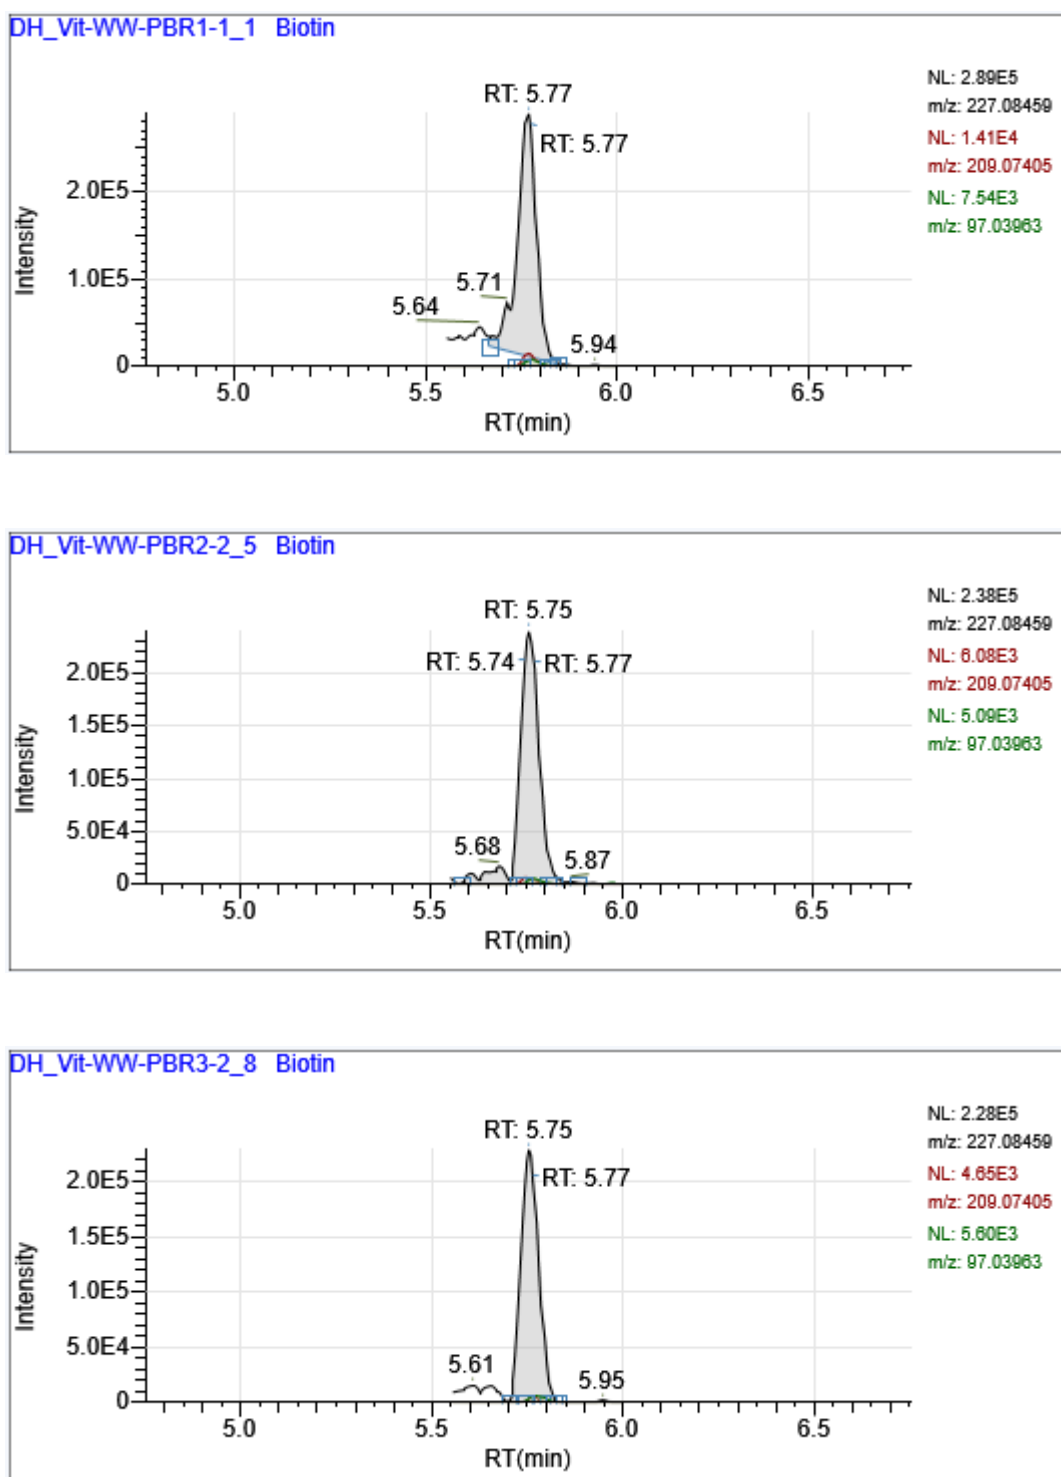 DH_Vit-WW-PBR1-1_1 Biotin
RT: 5.77
RT: 5.77
5.71
5.64
5.94
2.0E5
1.0E5
0
Intensity
5.0 5.5 6.0 6.5
RT(min)
NL: 2.89E5
m/z: 227.08459
NL: 1.41E4
m/z: 209.07405
NL: 7.54E3
m/z: 97.03963
DH_Vit-WW-PBR2-2_5 Biotin
RT: 5.75
RT: 5.74 RT: 5.77
5.68
5.87
2.0E5
1.5E5
1.0E5
5.0E4
0
Intensity
5.0 5.5 6.0 6.5
RT(min)
NL: 2.38E5
m/z: 227.08459
NL: 6.08E3
m/z: 209.07405
NL: 5.09E3
m/z: 97.03963
DH_Vit-WW-PBR3-2_8 Biotin
RT: 5.75
RT: 5.77
5.61
5.95
2.0E5
1.5E5
1.0E5
5.0E4
0
Intensity
5.0 5.5 6.0 6.5
RT(min)
NL: 2.28E5
m/z: 227.08459
NL: 4.65E3
m/z: 209.07405
NL: 5.60E3
m/z: 97.03963